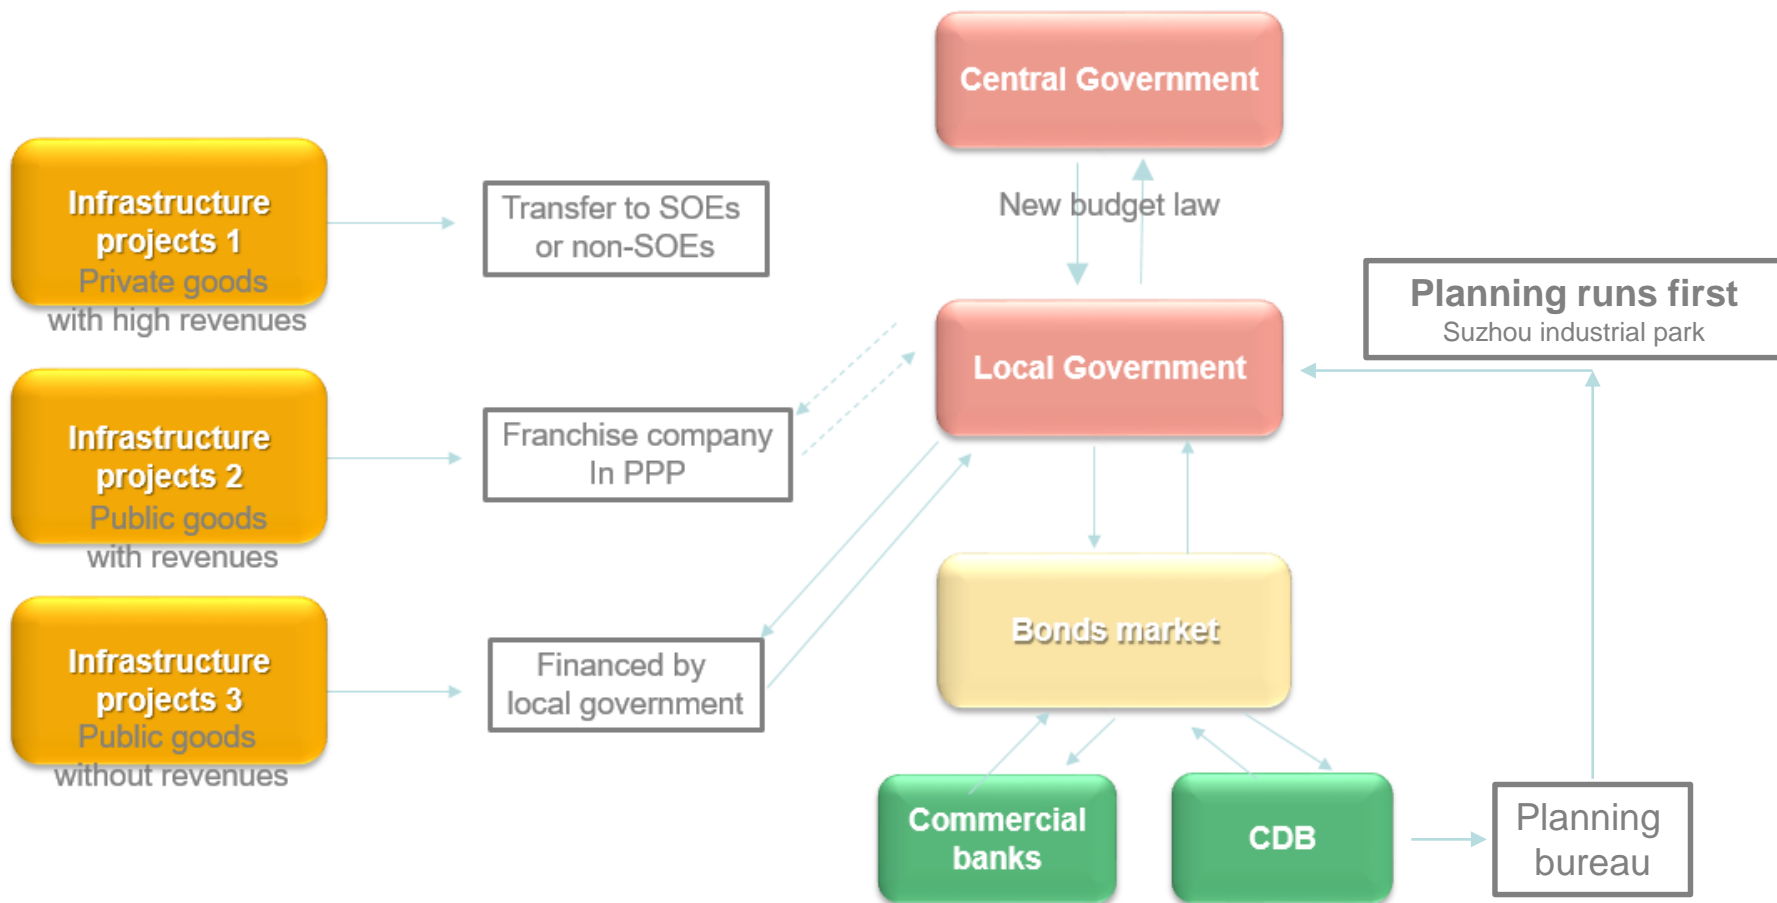 Central Government
New budget law
Infrastructure
projects 1
Private goods
with high revenues
Transfer to SOEs
or non-SOEs
Planning runs first
Suzhou industrial park
Local Government
Infrastructure
projects 2
Public goods
with revenues
Franchise company
In PPP
Bonds market
Infrastructure
projects 3
Public goods
without revenues
Financed by
local government
Commercial
banks
CDB
Planning
bureau